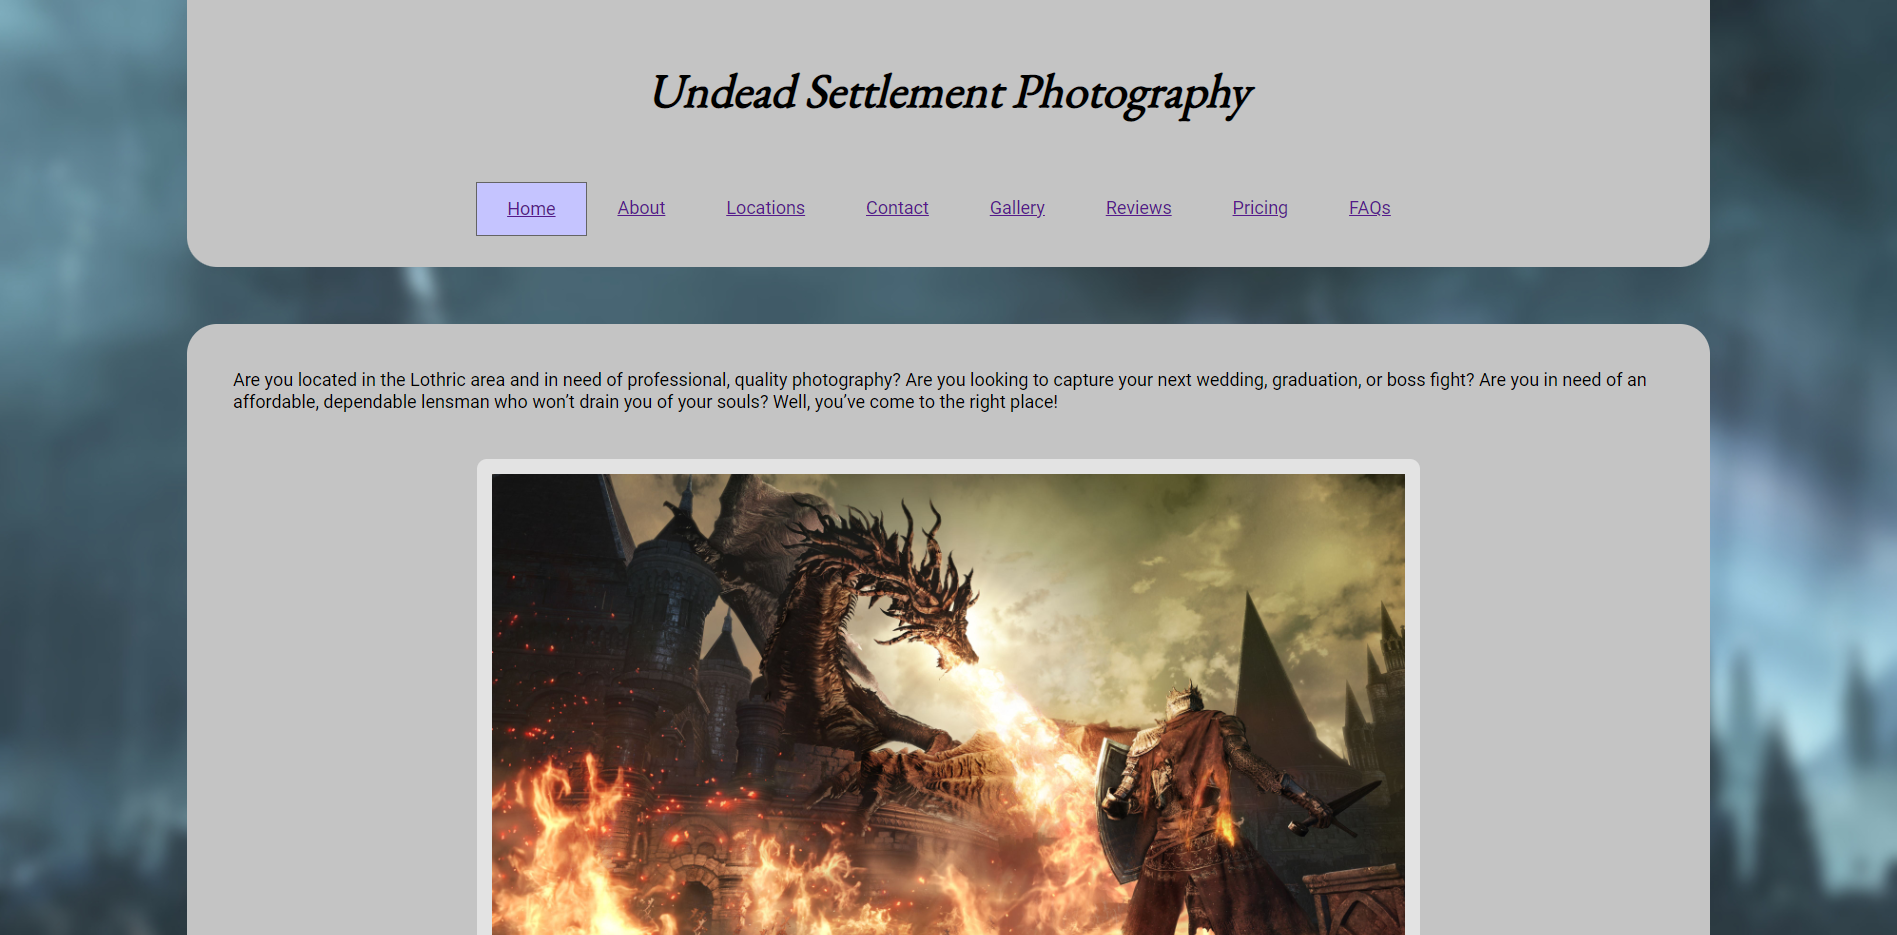 Undead Settlement Photography
Home About Locations Contact Gallery Reviews Pricing FAQs
Are you located in the Lothric area and in need of professional, quality photography? Are you looking to capture your next wedding, graduation, or boss fight? Are you in need of an
affordable, dependable lensman who won’t drain you of your souls? Well, you’ve come to the right place!